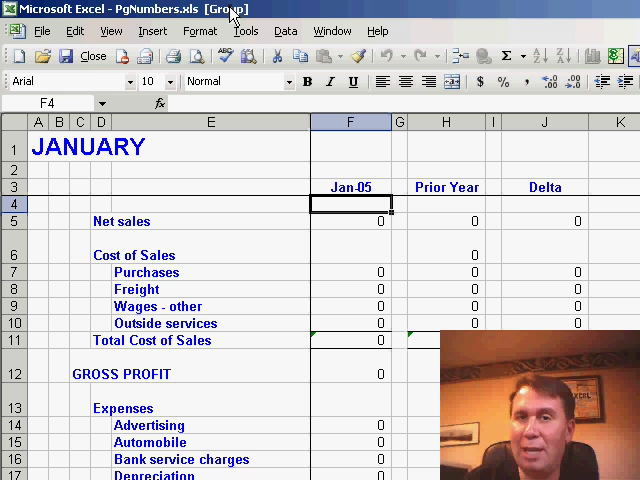 Microsoft Excel - PgNumbers.xls [Group]
File Edit View Insert Format Tools Data Window Help
Close ABC Σ
Arial 10 Normal B I U $ % ,
F4 fx
A B C D E F G H I J K
1 JANUARY
2
3 Jan-05 Prior Year Delta
4
5 Net sales 0 0 0
6 Cost of Sales 0
7 Purchases 0 0 0
8 Freight 0 0 0
9 Wages - other 0 0 0
10 Outside services 0 0 0
11 Total Cost of Sales 0
12 GROSS PROFIT 0
13 Expenses
14 Advertising 0
15 Automobile 0
16 Bank service charges 0
17 Depreciation 0